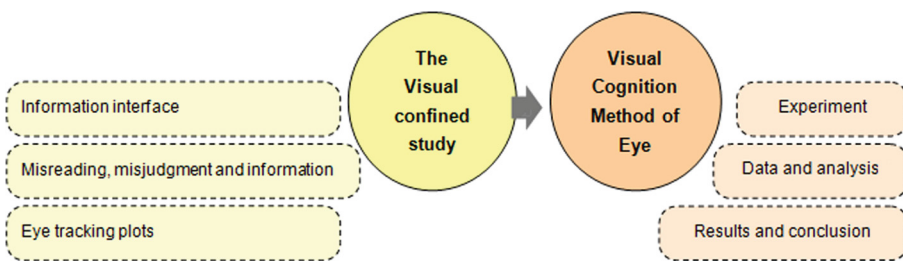 The
Visual
confined
study
Visual
Cognition
Method of
Eye
Information interface
Misreading, misjudgment and information
Eye tracking plots
Experiment
Data and analysis
Results and conclusion